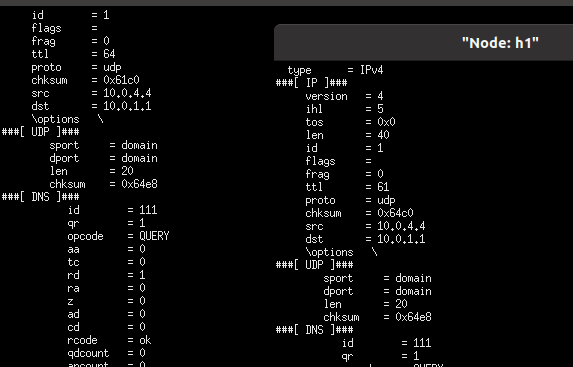 id = 1
flags =
frag = 0
ttl = 64
proto = udp
chksum = 0x61c0
src = 10.0.4.4
dst = 10.0.1.1
\options \
###[ UDP ]###
sport = domain
dport = domain
len = 20
chksum = 0x64e8
###[ DNS ]###
id = 111
qr = 1
opcode = QUERY
aa = 0
tc = 0
rd = 1
ra = 0
z = 0
ad = 0
cd = 0
rcode = ok
qdcount = 0
ancount = 0
"Node: h1"
type = IPv4
###[ IP ]###
version = 4
ihl = 5
tos = 0x0
len = 40
id = 1
flags =
frag = 0
ttl = 61
proto = udp
chksum = 0x64c0
src = 10.0.4.4
dst = 10.0.1.1
\options \
###[ UDP ]###
sport = domain
dport = domain
len = 20
chksum = 0x64e8
###[ DNS ]###
id = 111
qr = 1